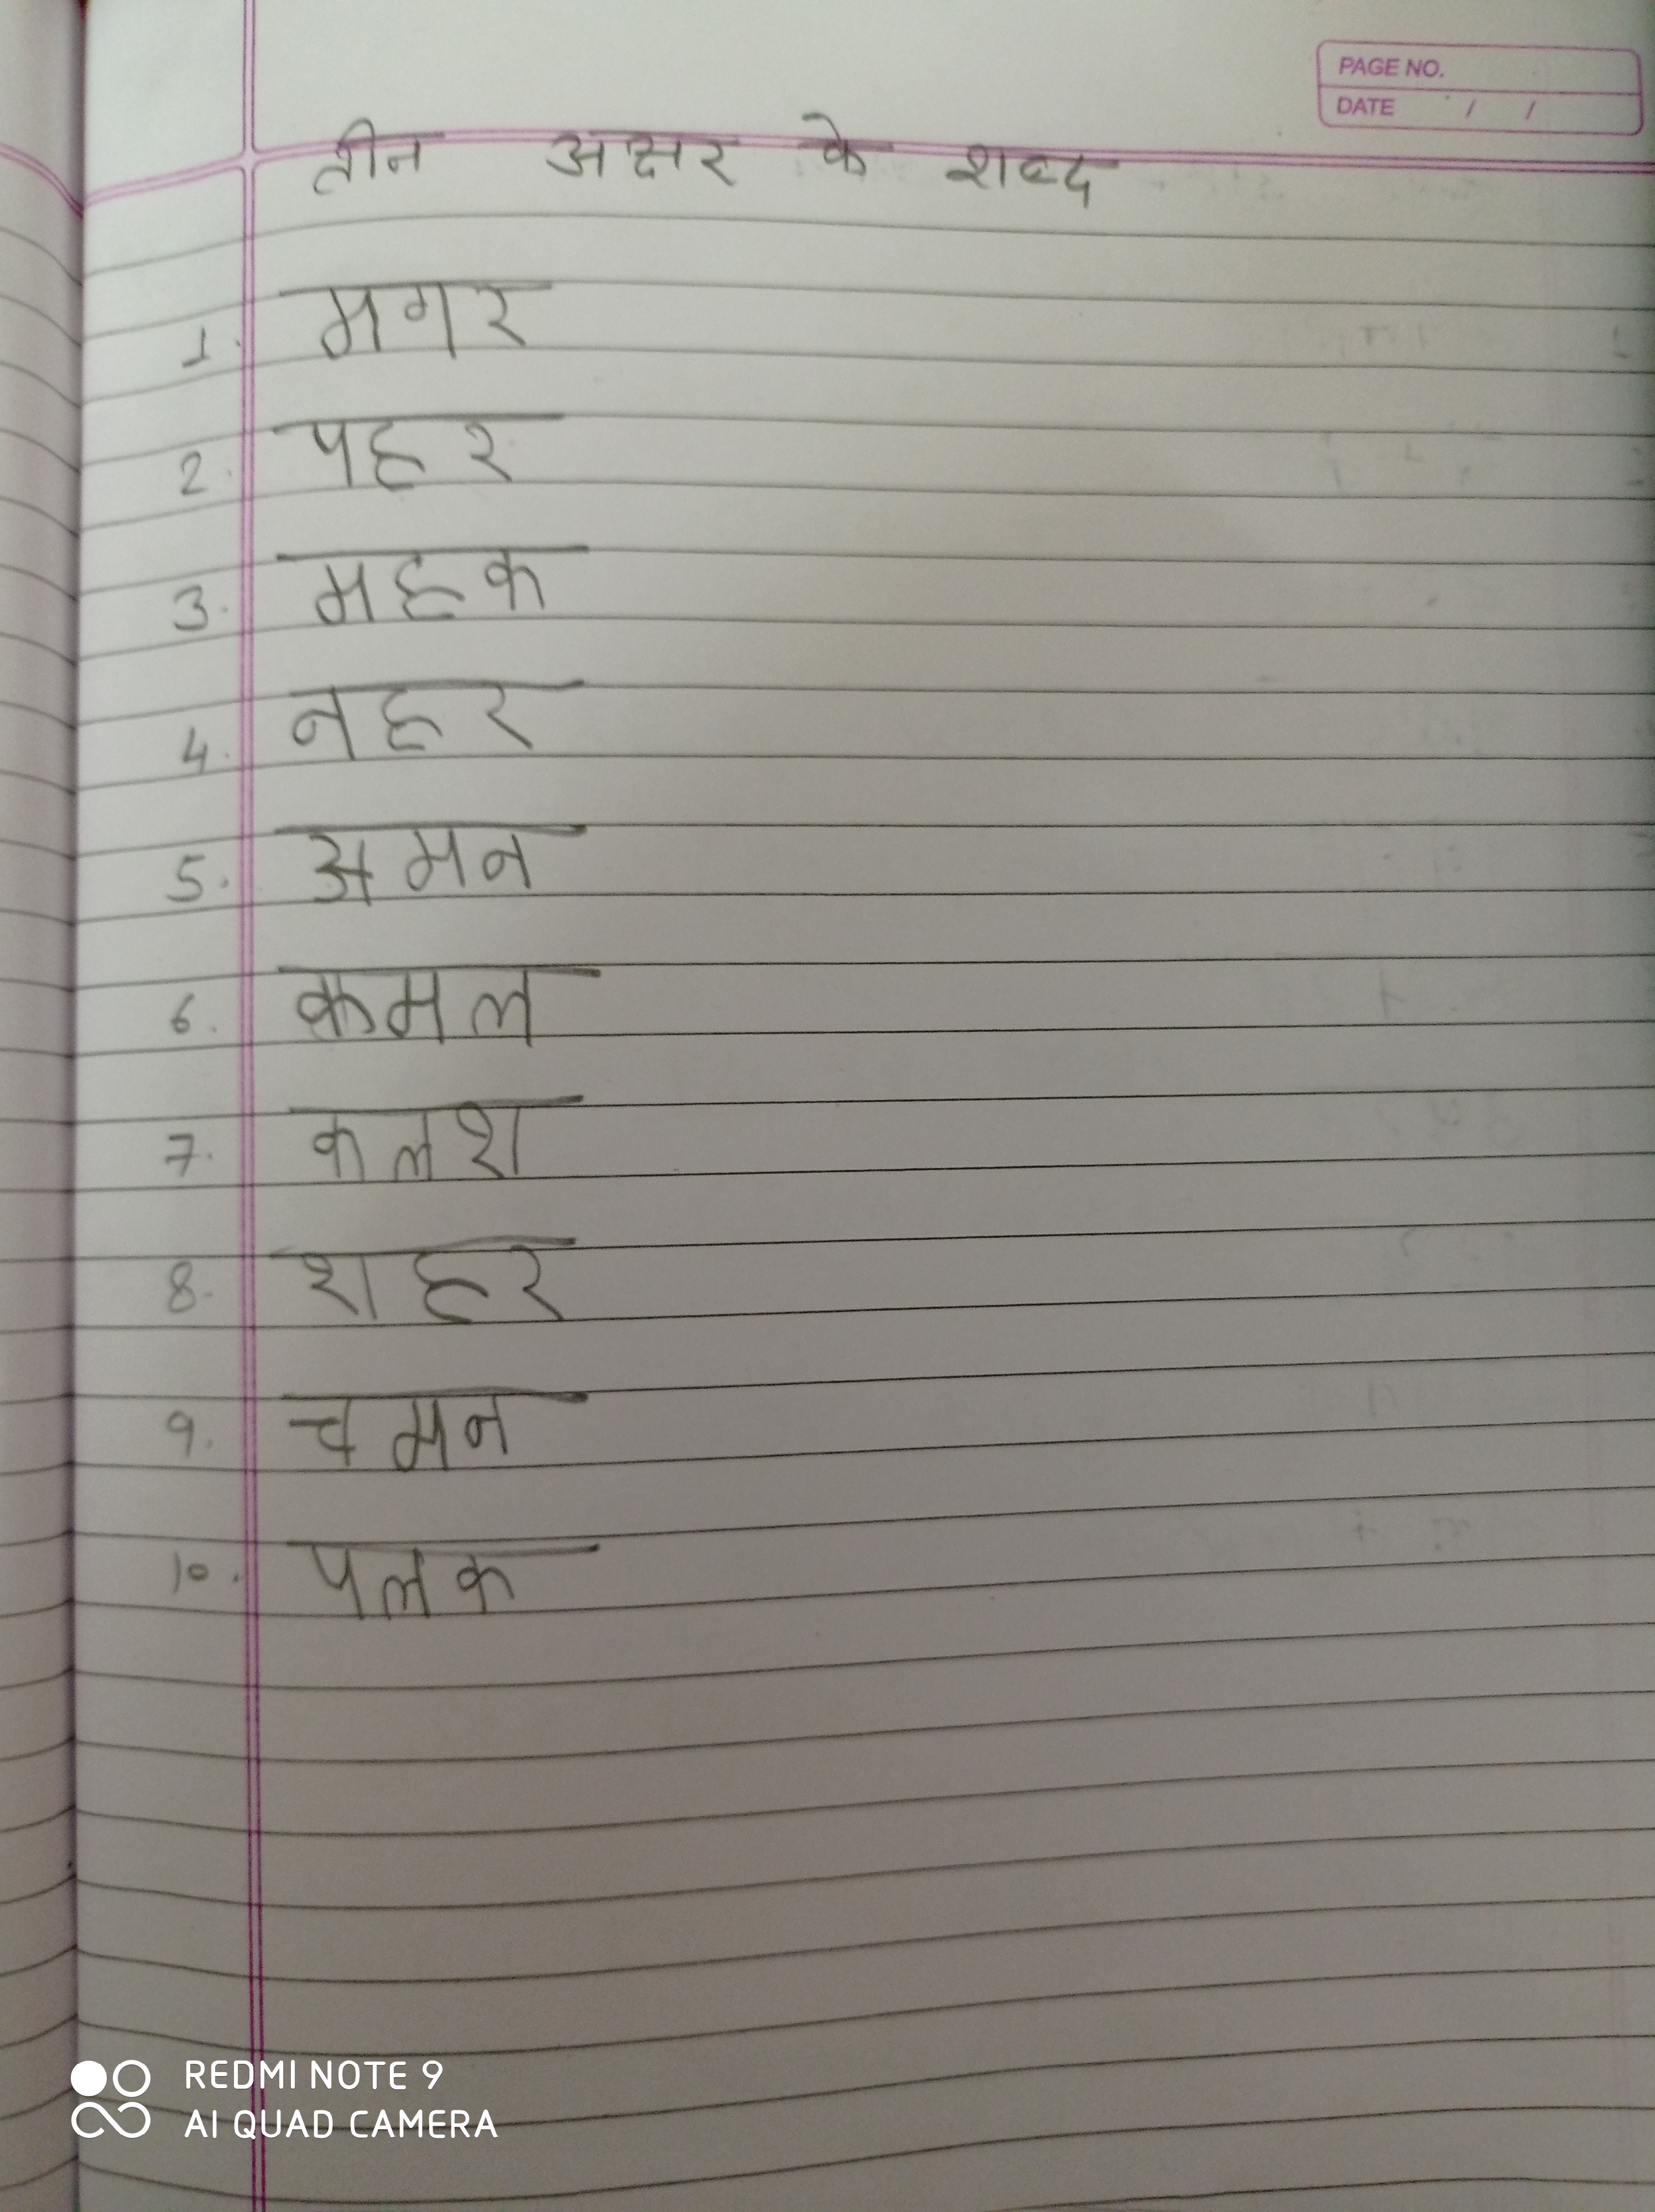 PAGE NO.
DATE / /
तीन अक्षर के शब्द
1. मगर
2. पहर
3. महक
4. नहर
5. अमन
6. कमल
7. कलश
8. शहर
9. चमन
10. पलक
REDMI NOTE 9
AI QUAD CAMERA